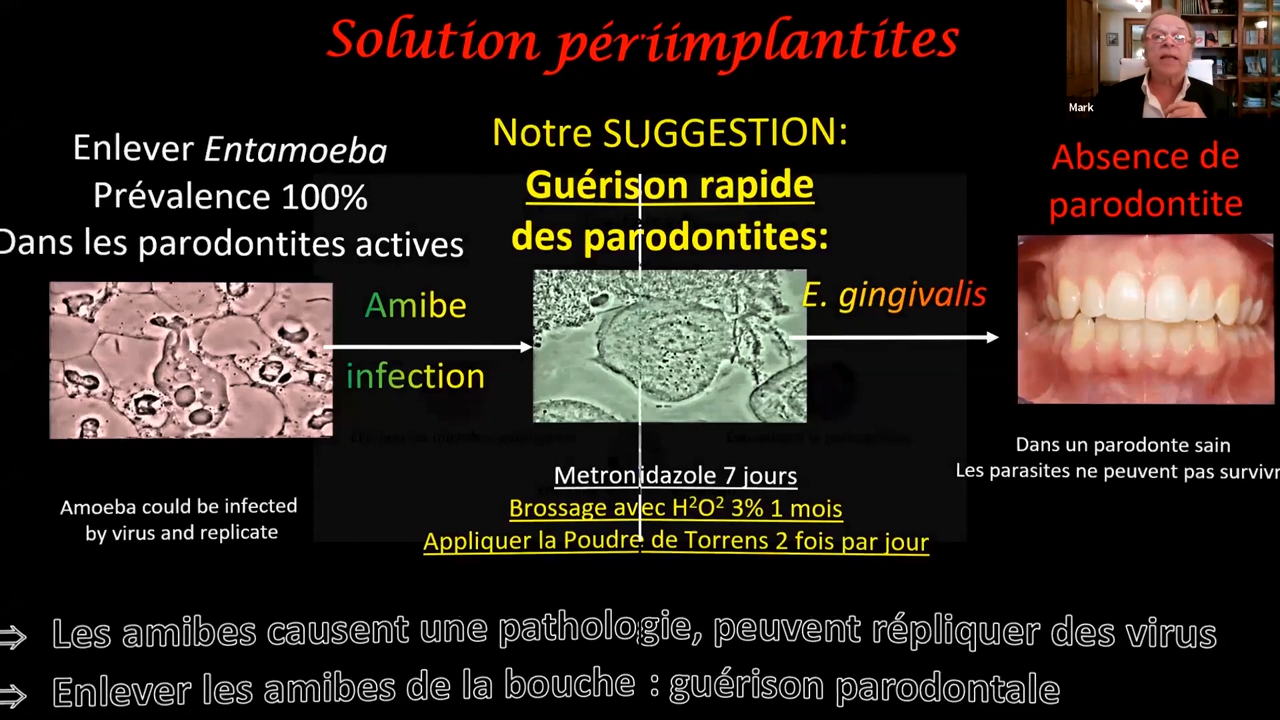 Solution périimplantites
Mark
Enlever Entamoeba
Prévalence 100%
Dans les parodontites actives
Notre SUGGESTION:
Guérison rapide
des parodontites:
Absence de
parodontite
Amibe
infection
E. gingivalis
Dans un parodonte sain
Les parasites ne peuvent pas survivr
Amoeba could be infected
by virus and replicate
Metronidazole 7 jours
Brossage avec H²O² 3% 1 mois
Appliquer la Poudre de Torrens 2 fois par jour
⇒ Les amibes causent une pathologie, peuvent répliquer des virus
⇒ Enlever les amibes de la bouche : guérison parodontale